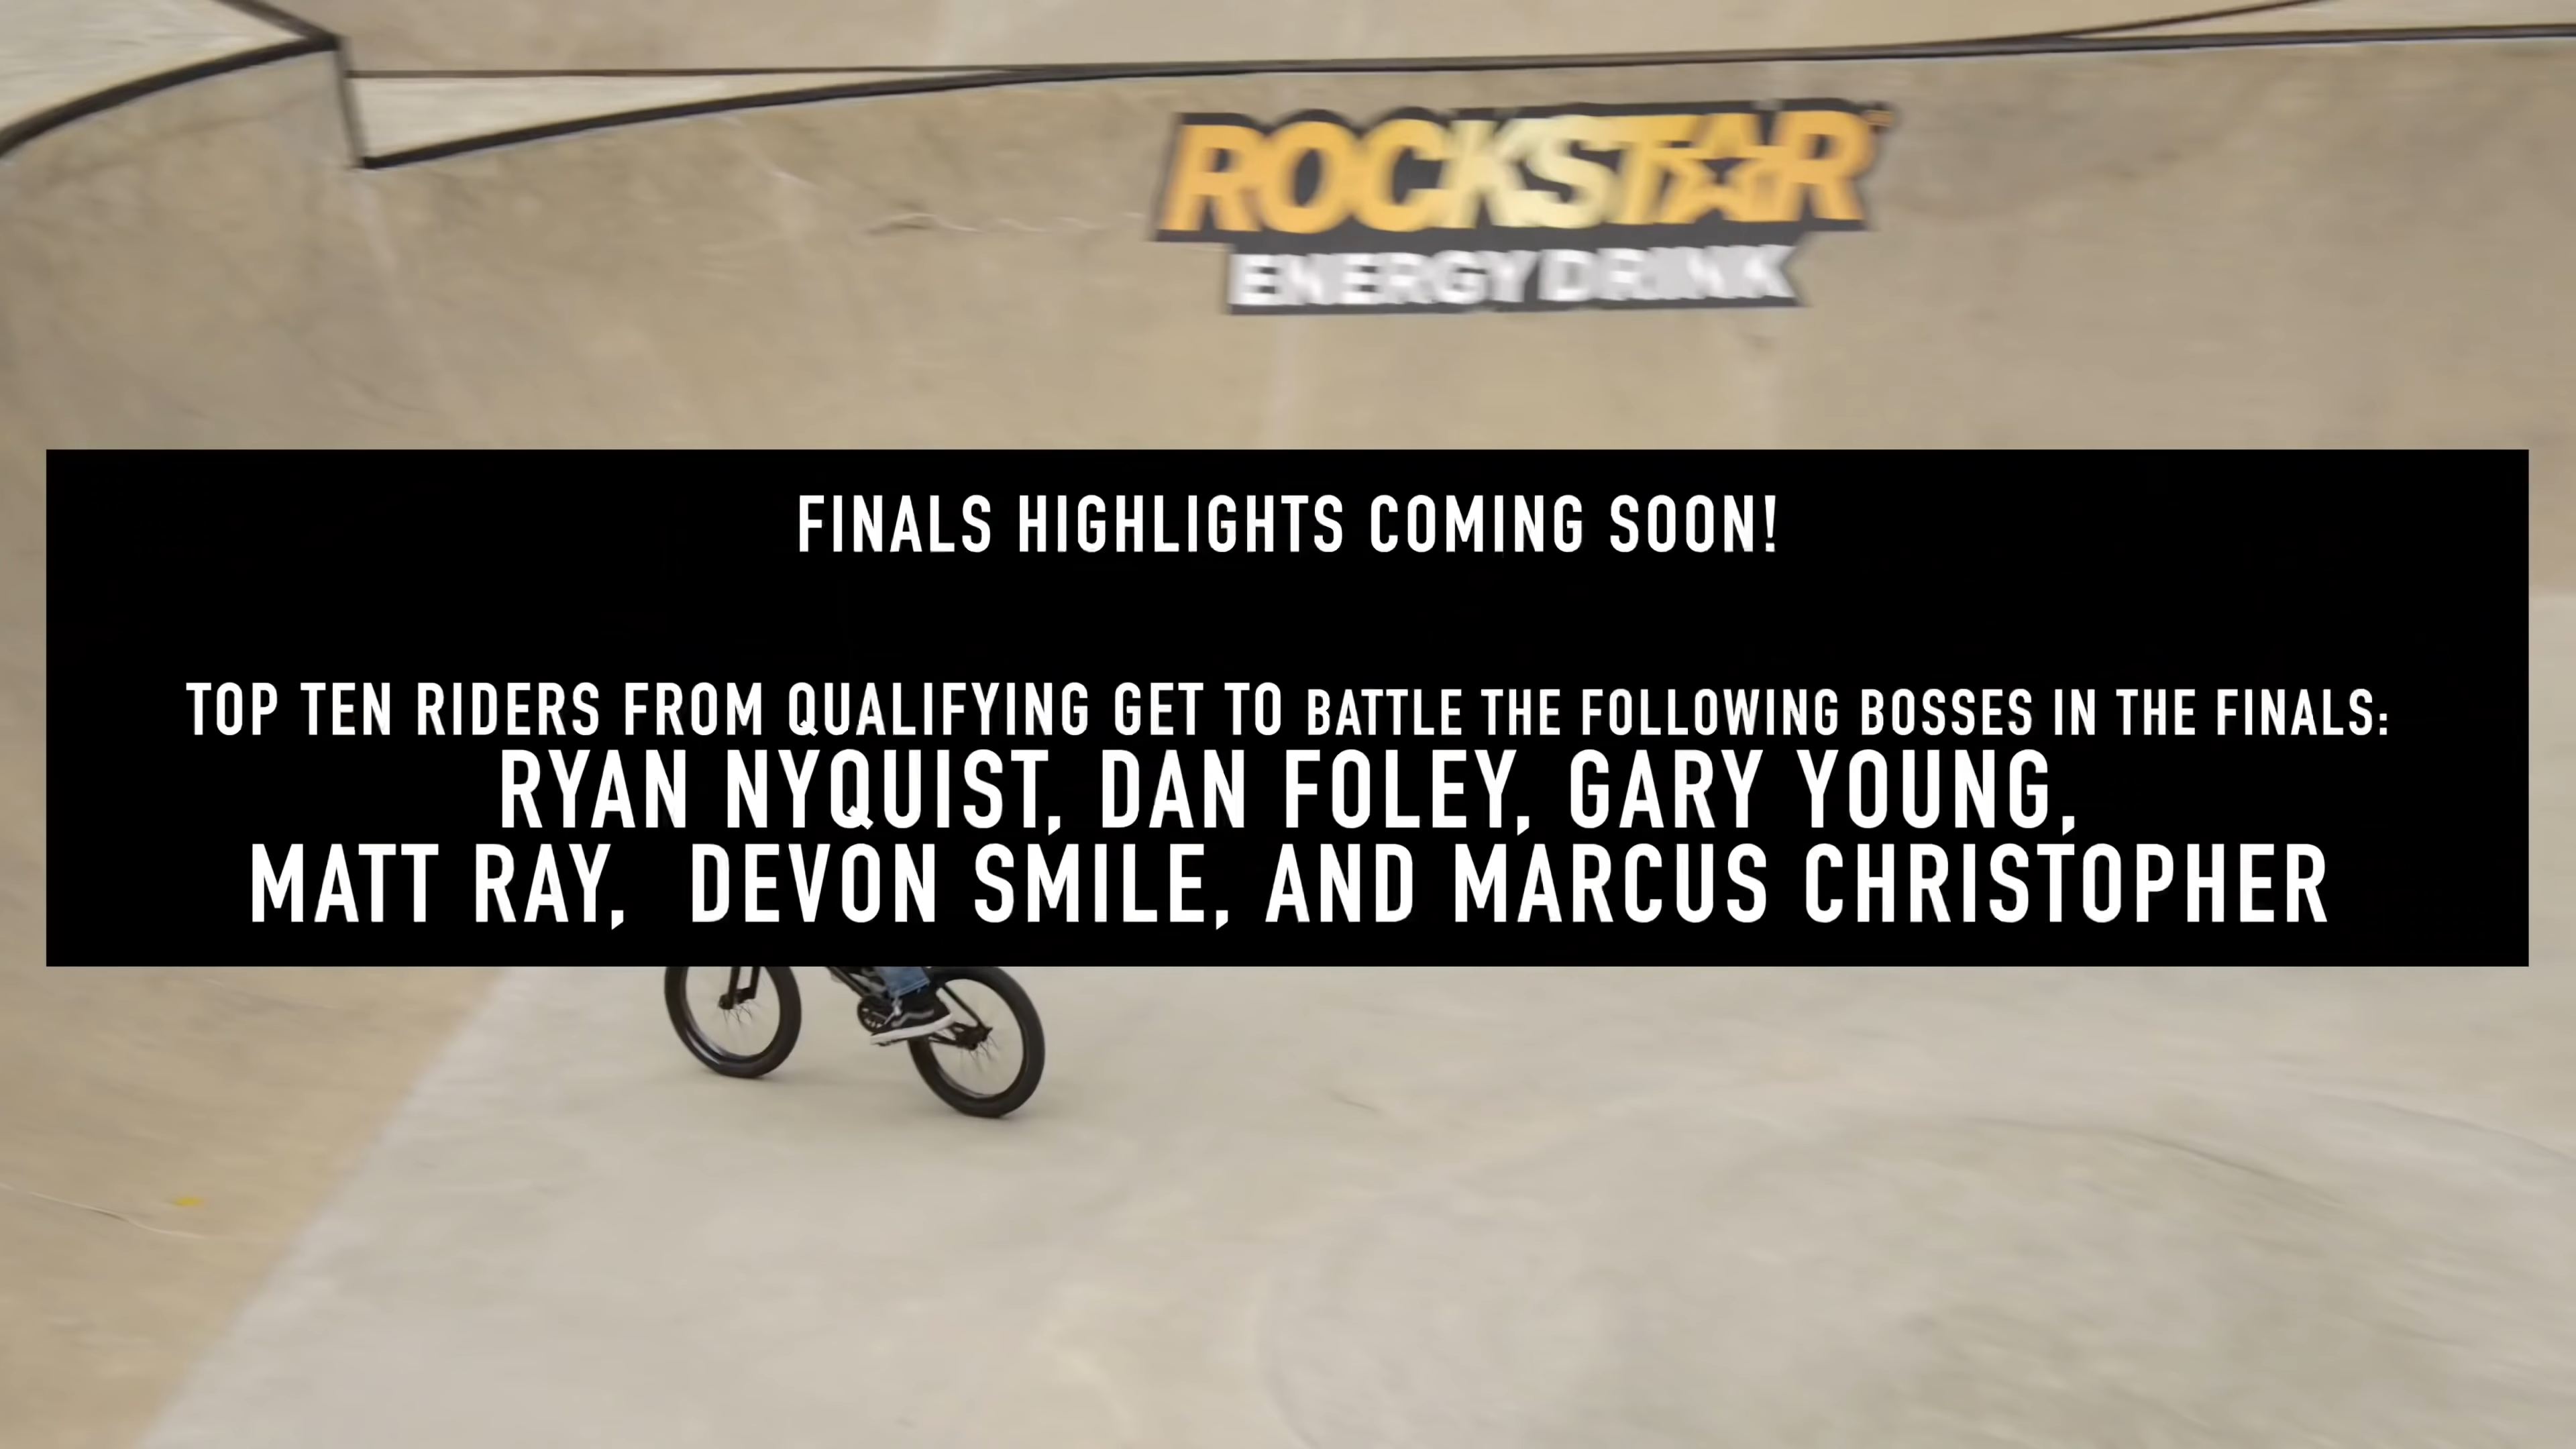 ROCKSTAR
ENERGY DRINK
FINALS HIGHLIGHTS COMING SOON!
TOP TEN RIDERS FROM QUALIFYING GET TO BATTLE THE FOLLOWING BOSSES IN THE FINALS:
RYAN NYQUIST, DAN FOLEY, GARY YOUNG,
MATT RAY, DEVON SMILE, AND MARCUS CHRISTOPHER